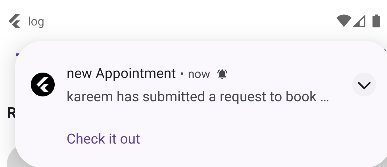 log
new Appointment • now
kareem has submitted a request to book ...
Check it out
R